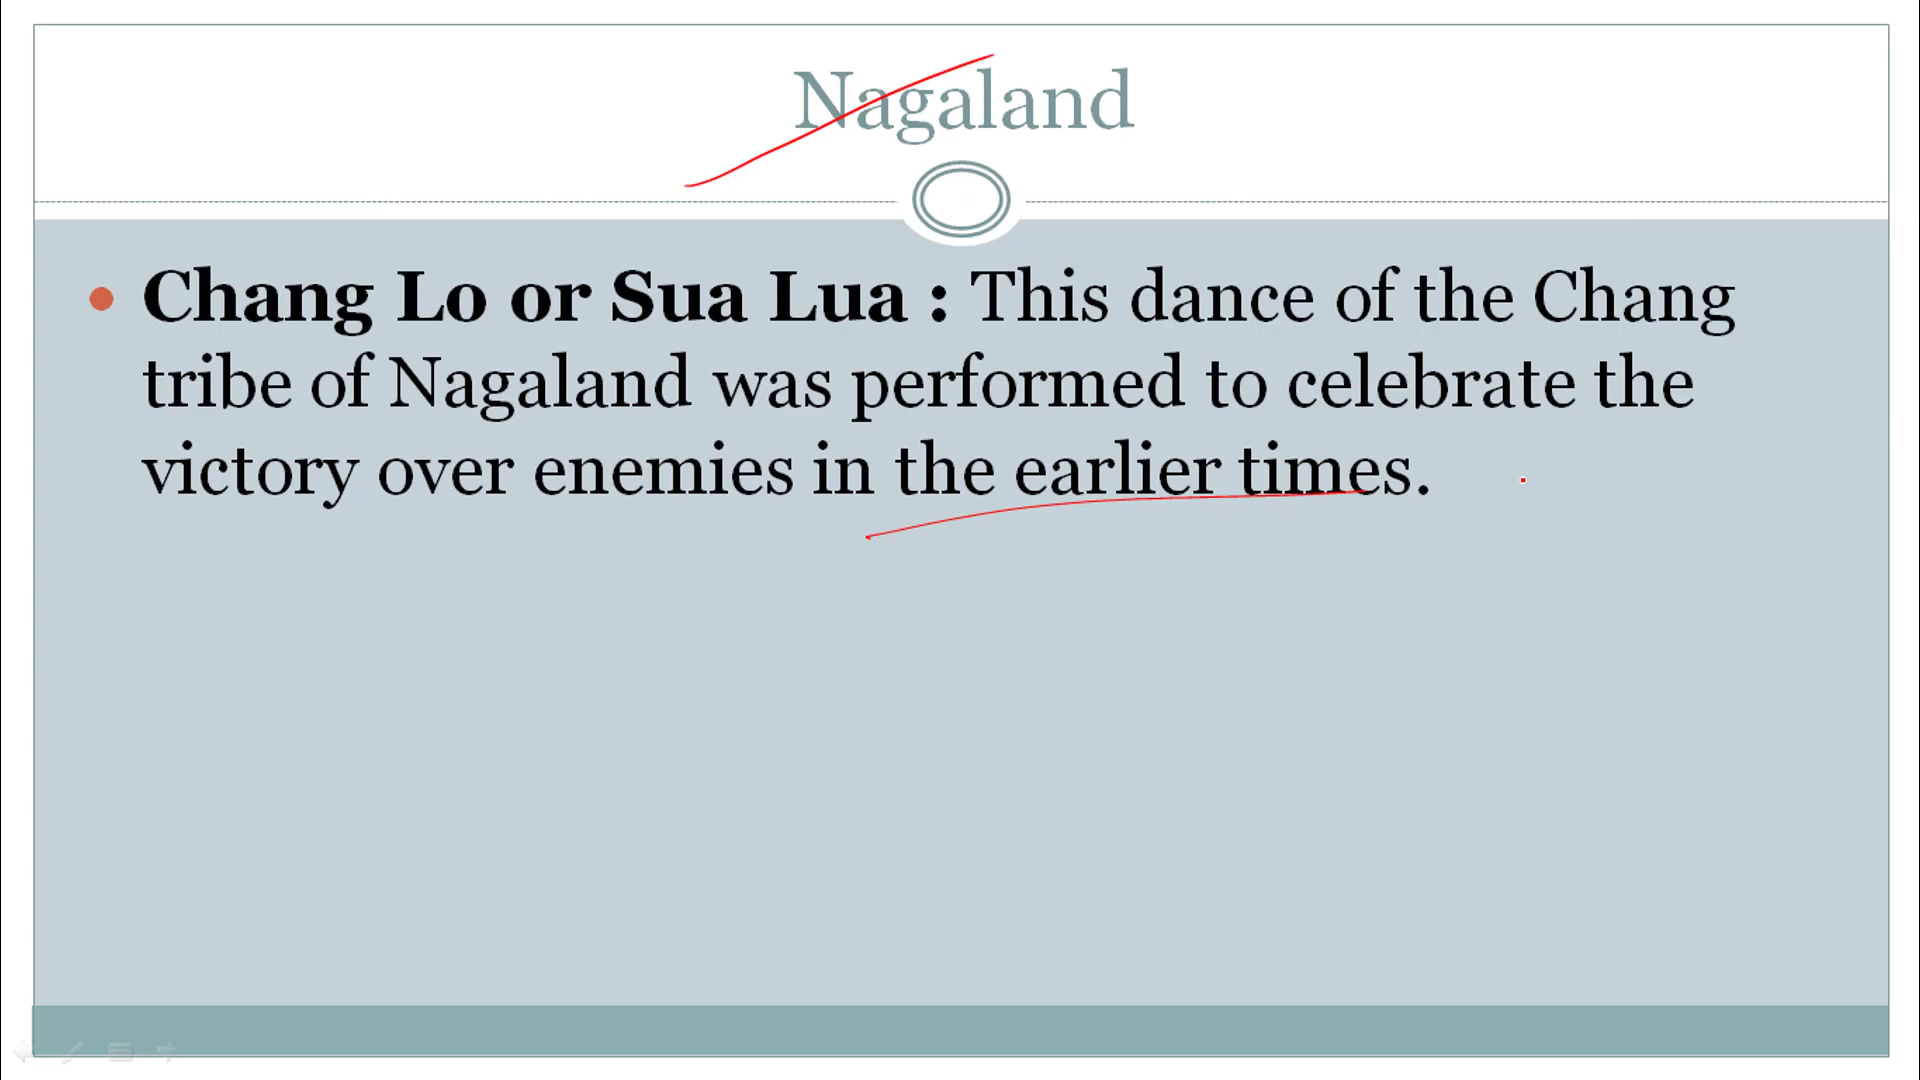 Nagaland
Chang Lo or Sua Lua : This dance of the Chang
tribe of Nagaland was performed to celebrate the
victory over enemies in the earlier times.